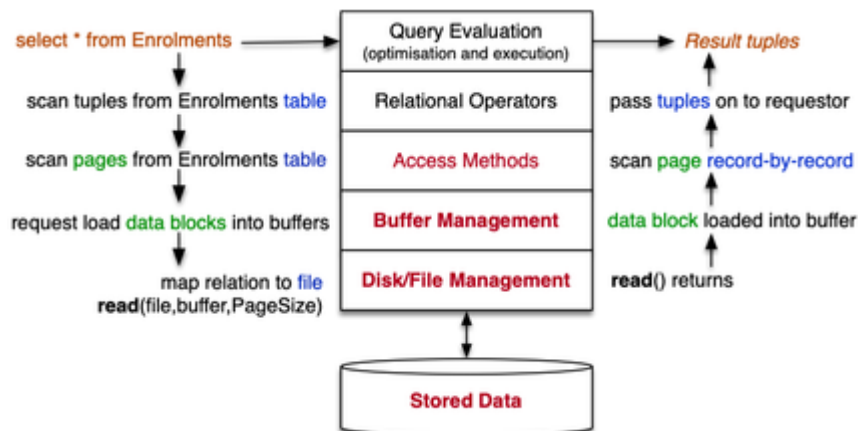 select * from Enrolments
scan tuples from Enrolments table
scan pages from Enrolments table
request load data blocks into buffers
map relation to file
read(file,buffer,PageSize)
Query Evaluation
(optimisation and execution)
Relational Operators
Access Methods
Buffer Management
Disk/File Management
Stored Data
Result tuples
pass tuples on to requestor
scan page record-by-record
data block loaded into buffer
read() returns